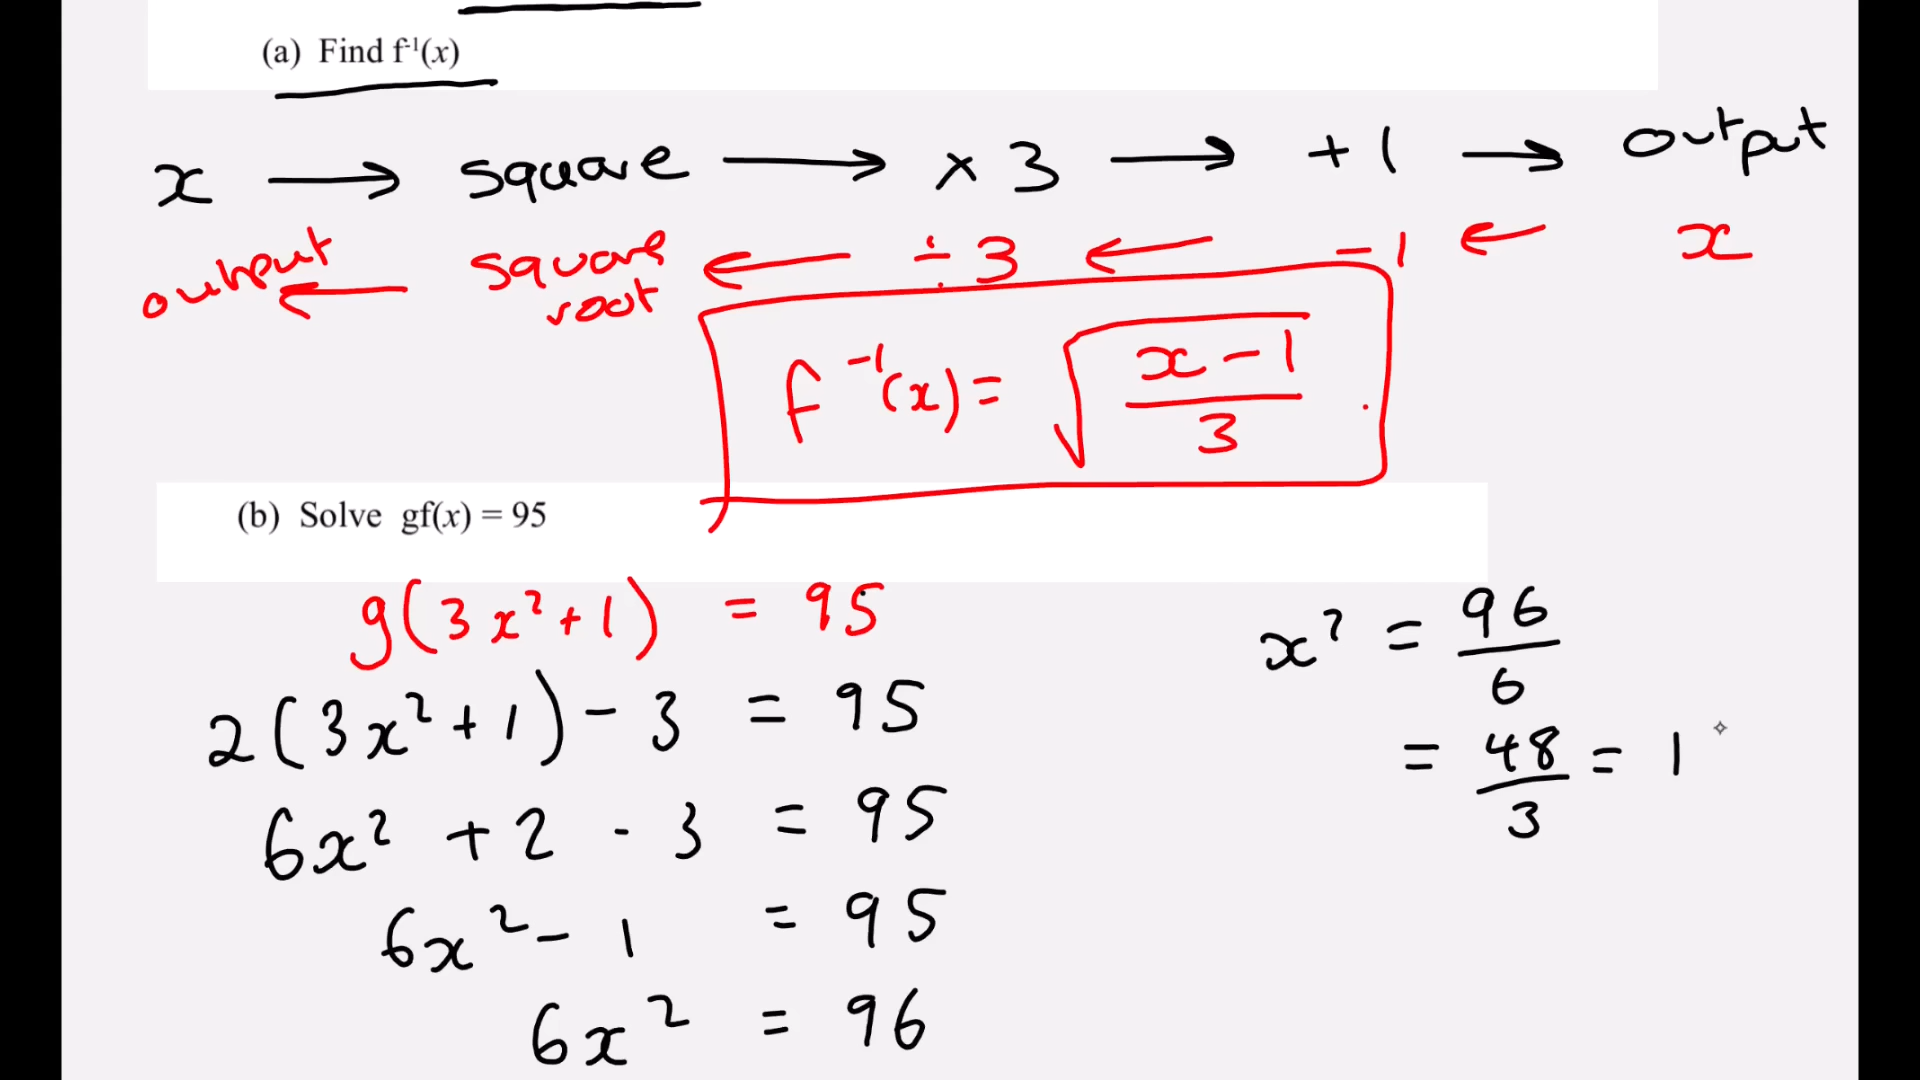 (a) Find f⁻¹(x)
x → square → × 3 → + 1 → output
output ← square root ← ÷ 3 ← − 1 ← x
f⁻¹(x) = √((x − 1)/3)
(b) Solve gf(x) = 95
g(3x² + 1) = 95
2(3x² + 1) − 3 = 95
6x² + 2 - 3 = 95
6x² − 1 = 95
6x² = 96
x² = 96/6
= 48/3 = 1